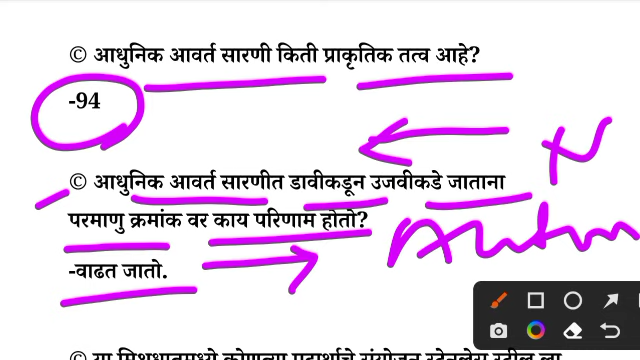 © आधुनिक आवर्त सारणी किती प्राकृतिक तत्व आहे?
-94
© आधुनिक आवर्त सारणीत डावीकडून उजवीकडे जाताना
परमाणु क्रमांक वर काय परिणाम होतो?
-वाढत जातो.